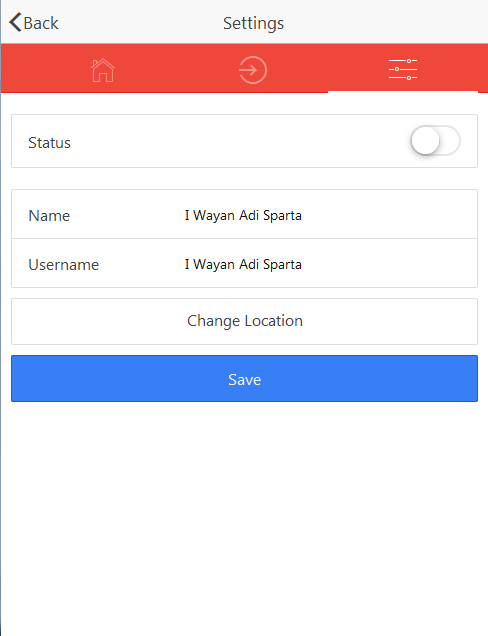 Back Settings
Status
Name I Wayan Adi Sparta
Username I Wayan Adi Sparta
Change Location
Save